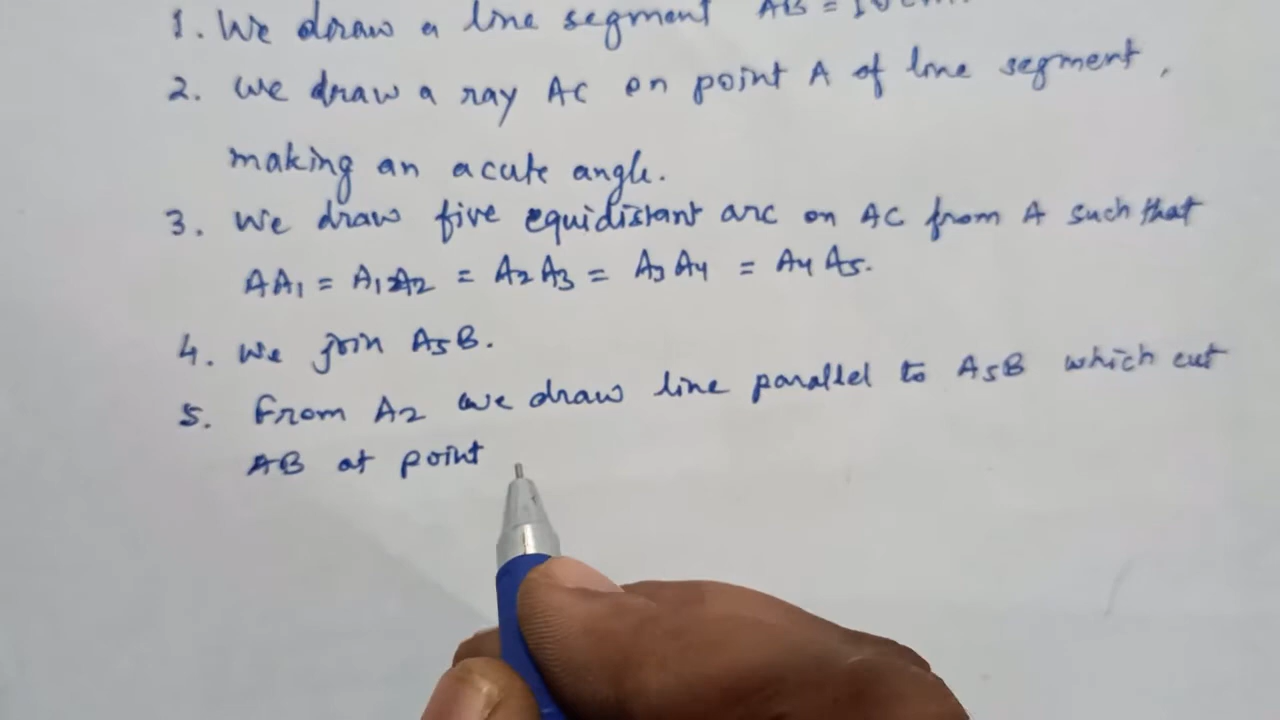 1. We draw a line segment AB = 10cm.
2. We draw a ray AC on point A of line segment,
making an acute angle.
3. We draw five equidistant arc on AC from A such that
AA1 = A1A2 = A2A3 = A3A4 = A4A5.
4. We join A5B.
5. From A2 we draw line parallel to A5B which cut
AB at point